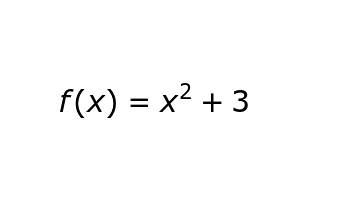 f(x) = x² + 3